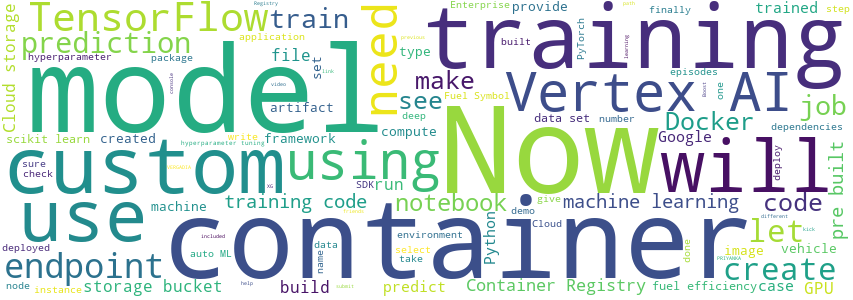 Registry Enterprise provide finally trained step
TensorFlow train training
prediction application need type built PyTorch learning previous
Cloud storage hyperparameter package file set model make see episodes one
console link video artifact deep Fuel Symbol Vertex AI job
scikit learn created write framework compute data set number Docker dependencies
hyperparameter tuning Google
sure check custom using Now will deploy
XG SDK run notebook machine learning code pre built
use machine training code Python demo Cloud let vehicle
deployed auto ML data environment give select take name container done image different
included endpoint create
node instance storage bucket build predict Container Registry fuel efficiency case GPU
help submit kick PRIYANKA